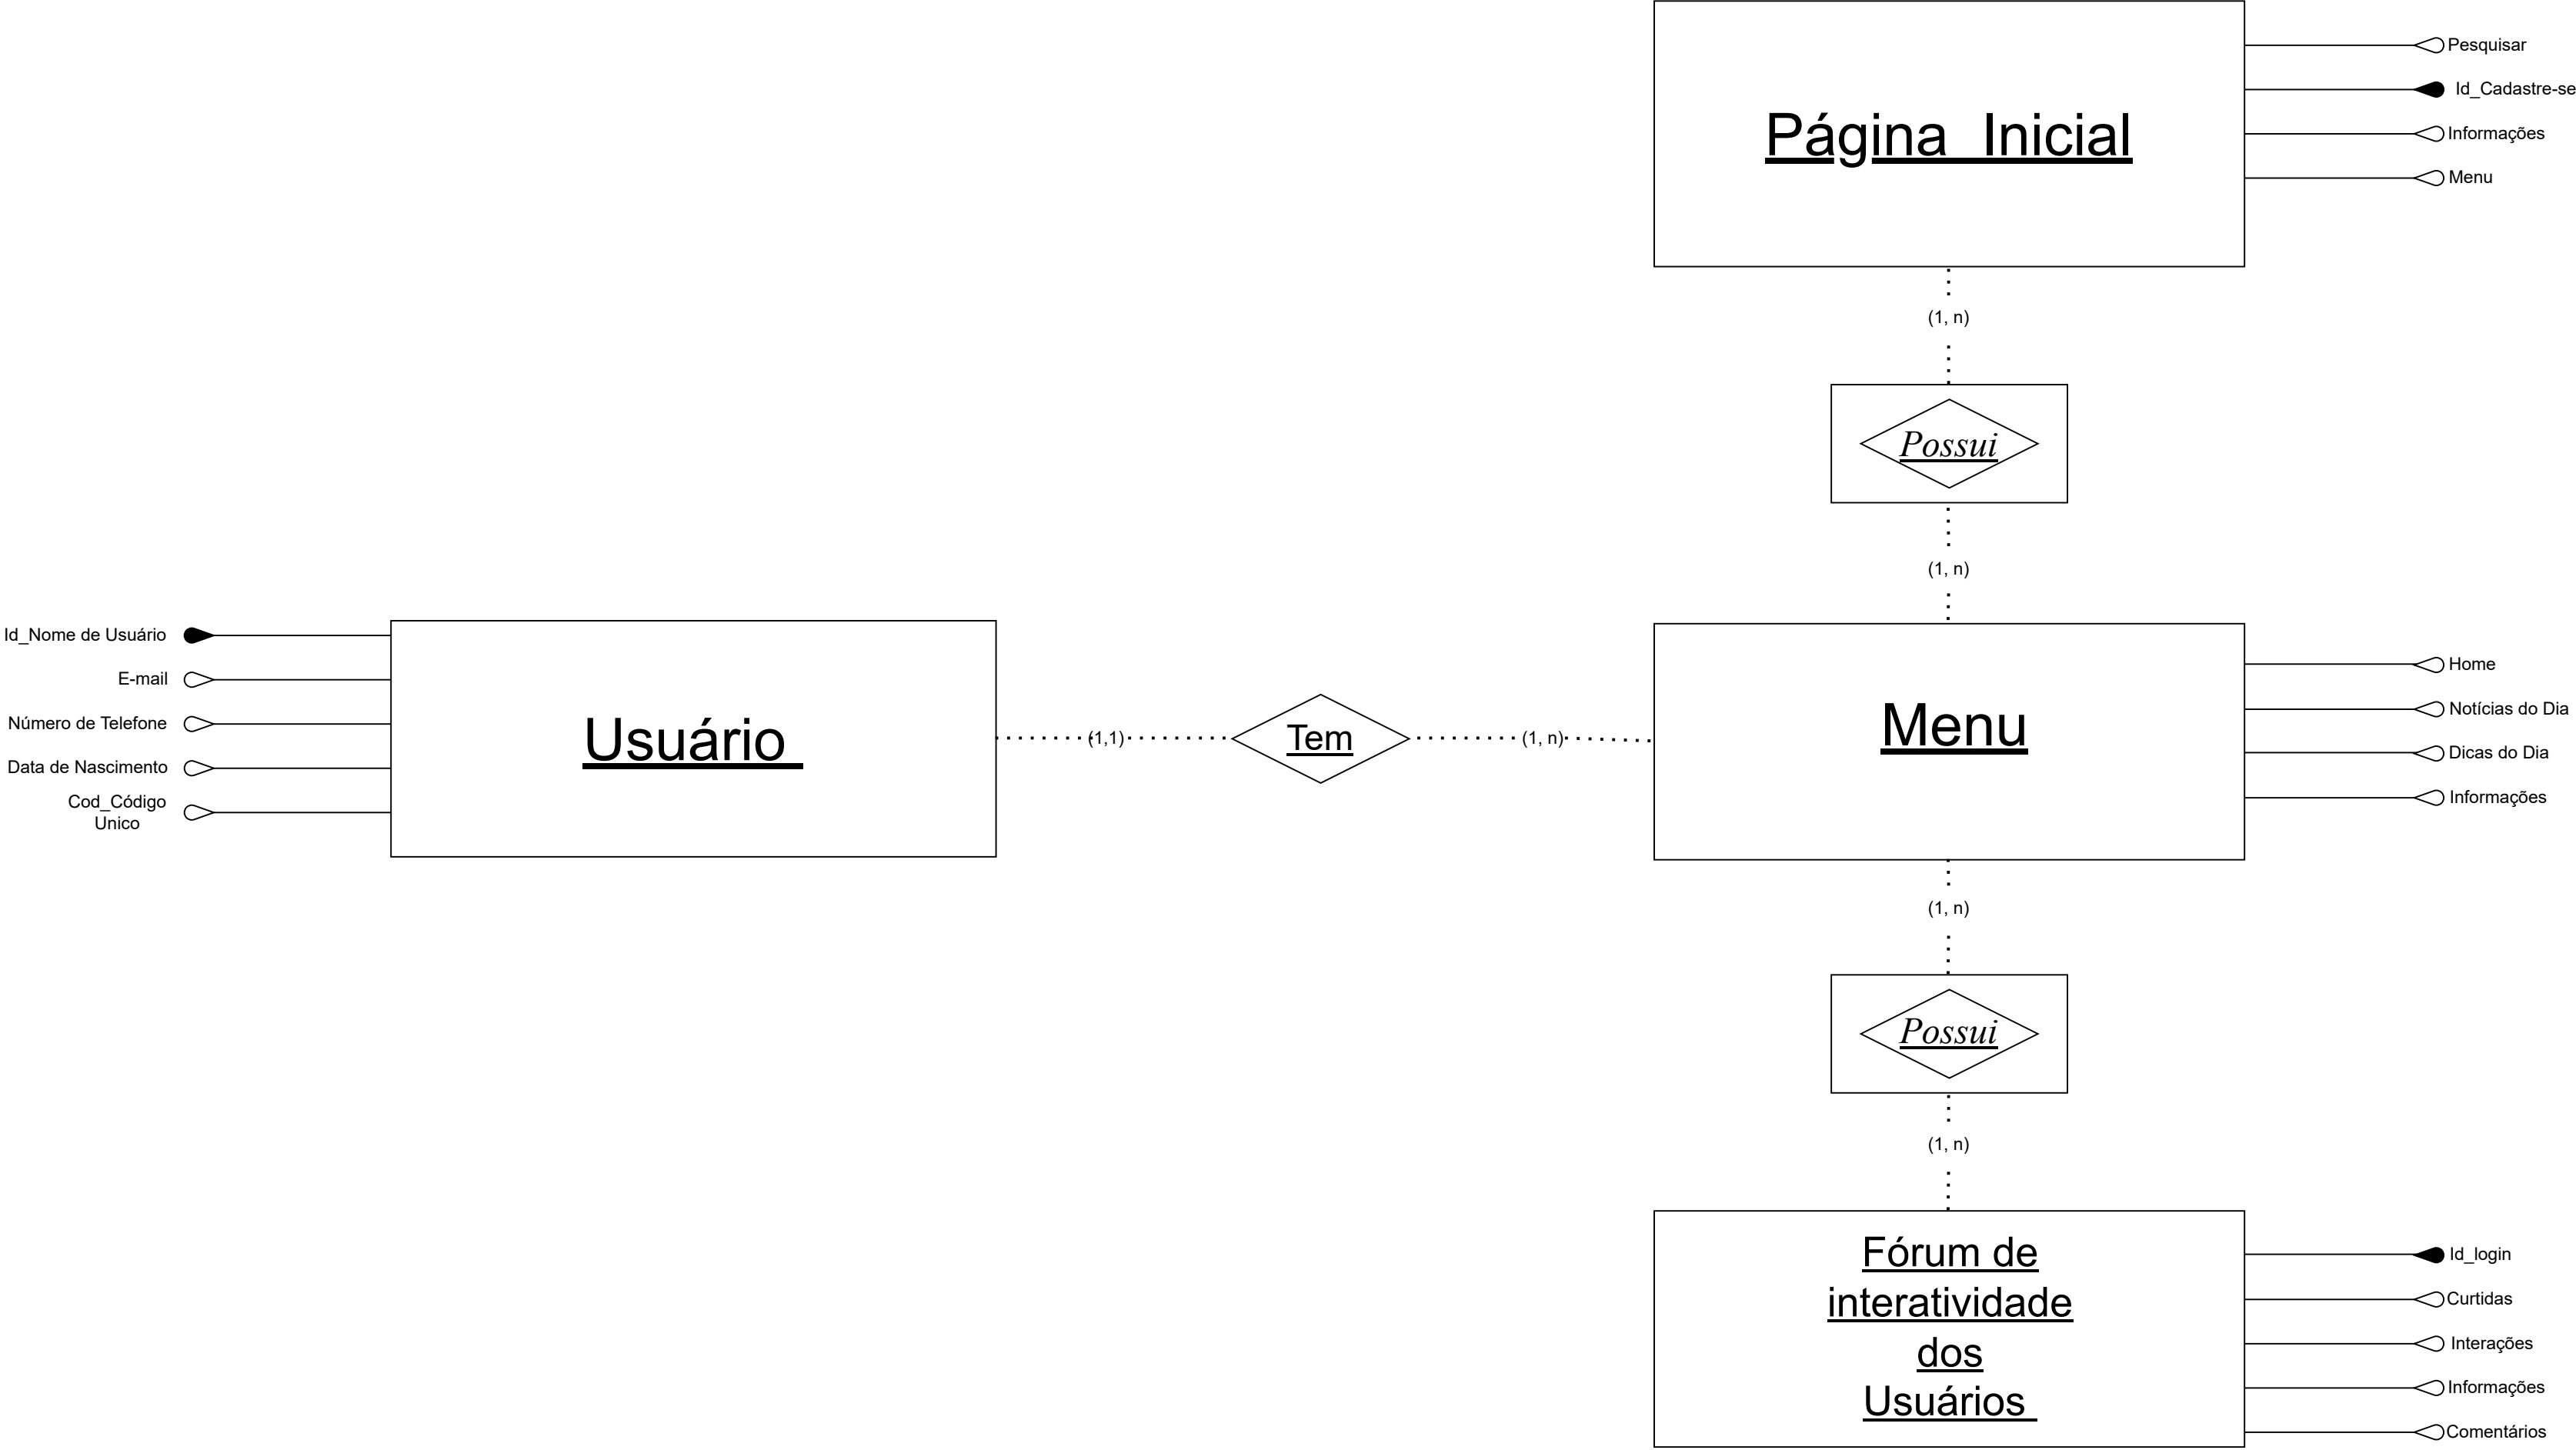 Pesquisar
Id_Cadastre-se
Página Inicial
Informações
Menu
(1, n)
Possui
(1, n)
Id_Nome de Usuário
E-mail
Número de Telefone
Data de Nascimento
Cod_Código
Unico
Usuário
(1,1)
Tem
(1, n)
Menu
Home
Notícias do Dia
Dicas do Dia
Informações
(1, n)
Possui
(1, n)
Fórum de
interatividade
dos
Usuários
Id_login
Curtidas
Interações
Informações
Comentários